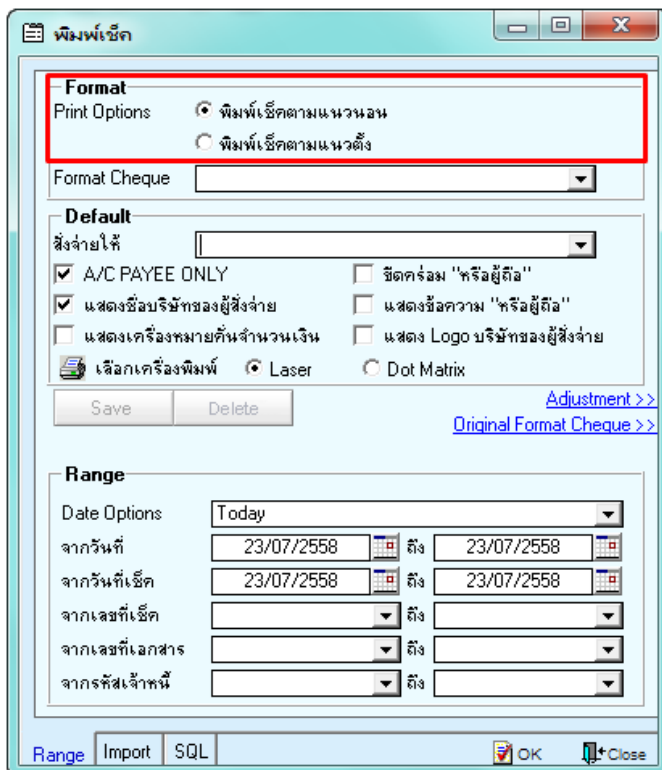 พิมพ์เช็ค
Format
Print Options พิมพ์เช็คตามแนวนอน
พิมพ์เช็คตามแนวตั้ง
Format Cheque
Default
สั่งจ่ายให้
A/C PAYEE ONLY ขีดคร่อม "หรือผู้ถือ"
แสดงชื่อบริษัทของผู้สั่งจ่าย แสดงข้อความ "หรือผู้ถือ"
แสดงเครื่องหมายคั่นจำนวนเงิน แสดง Logo บริษัทของผู้สั่งจ่าย
เลือกเครื่องพิมพ์ Laser Dot Matrix
Save Delete Adjustment >>
Original Format Cheque >>
Range
Date Options Today
จากวันที่ 23/07/2558 ถึง 23/07/2558
จากวันที่เช็ค 23/07/2558 ถึง 23/07/2558
จากเลขที่เช็ค ถึง
จากเลขที่เอกสาร ถึง
จากรหัสเจ้าหนี้ ถึง
Range Import SQL OK Close